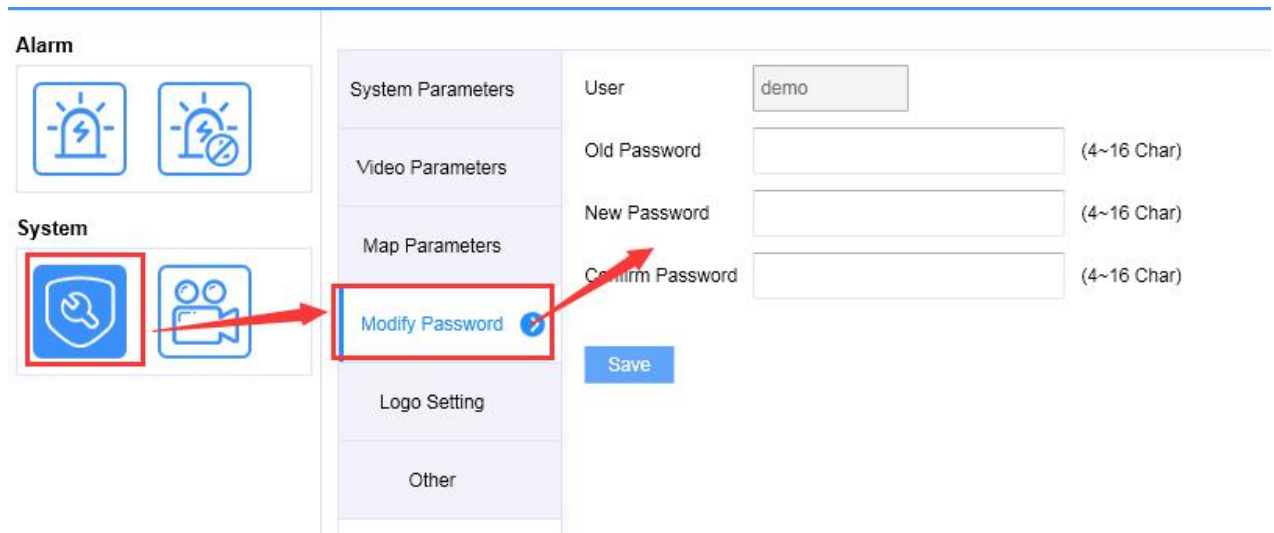 Alarm
System
System Parameters
Video Parameters
Map Parameters
Modify Password
Logo Setting
Other
User demo
Old Password (4~16 Char)
New Password (4~16 Char)
Confirm Password (4~16 Char)
Save